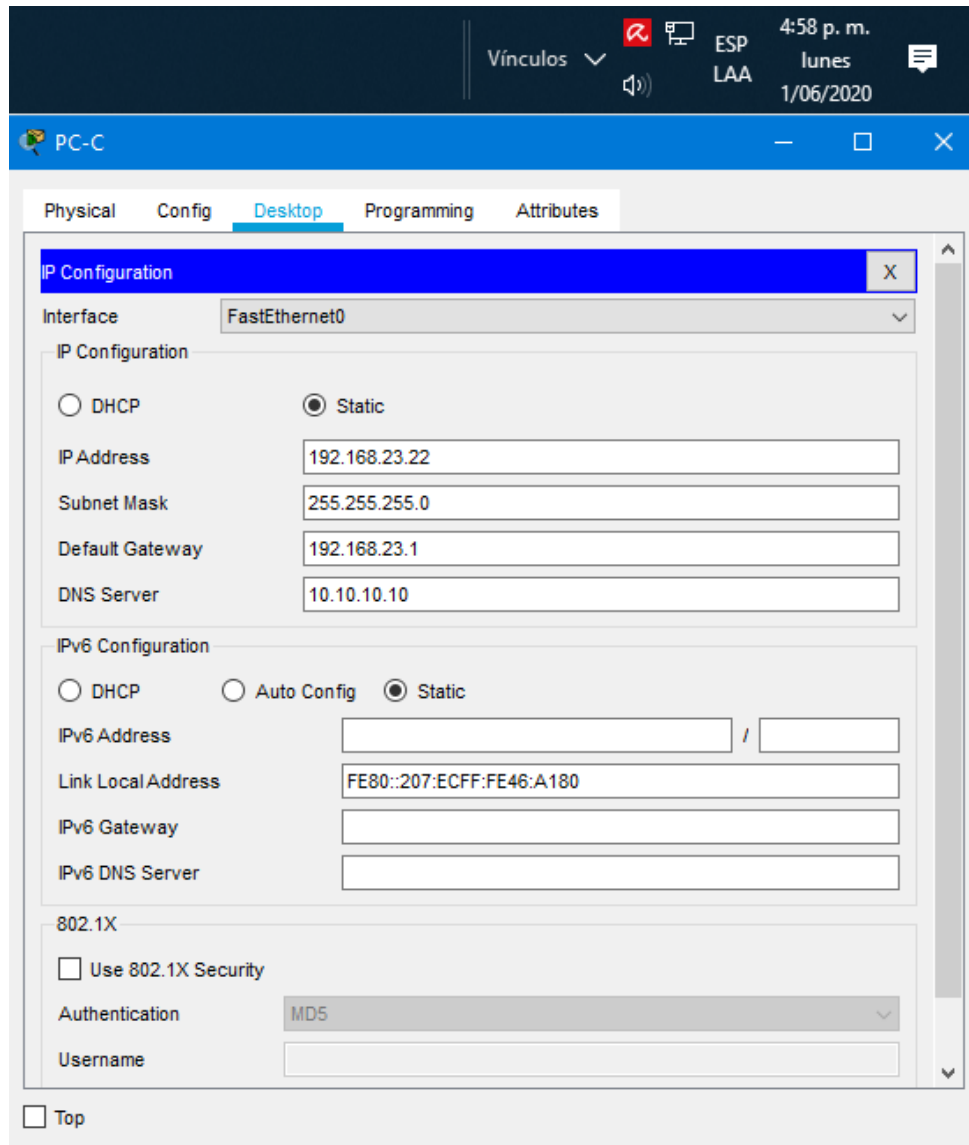 4:58 p. m.
Vínculos ESP lunes
LAA 1/06/2020
PC-C
Physical Config Desktop Programming Attributes
IP Configuration X
Interface FastEthernet0
IP Configuration
DHCP Static
IP Address 192.168.23.22
Subnet Mask 255.255.255.0
Default Gateway 192.168.23.1
DNS Server 10.10.10.10
IPv6 Configuration
DHCP Auto Config Static
IPv6 Address /
Link Local Address FE80::207:ECFF:FE46:A180
IPv6 Gateway
IPv6 DNS Server
802.1X
Use 802.1X Security
Authentication MD5
Username
Top